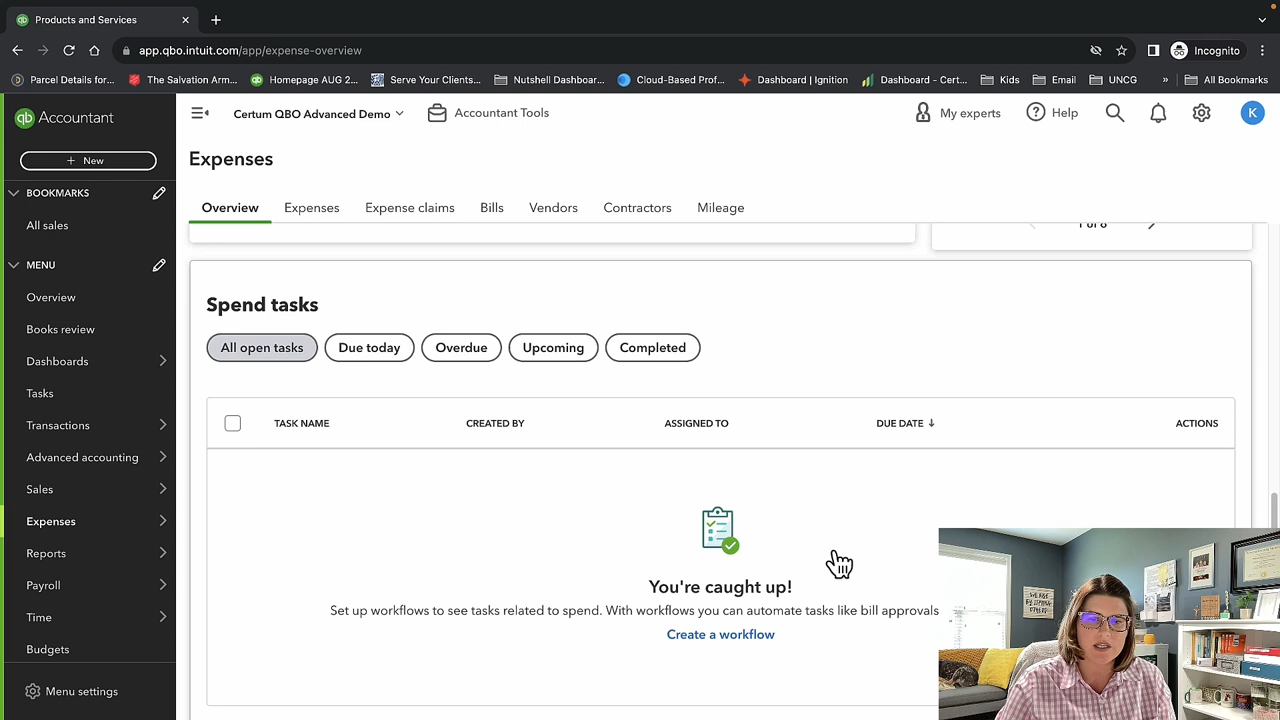 Products and Services
app.qbo.intuit.com/app/expense-overview
Incognito
Parcel Details for...
The Salvation Arm...
Homepage AUG 2...
Serve Your Clients...
Nutshell Dashboar...
Cloud-Based Prof...
Dashboard | Ignition
Dashboard - Cert...
Kids
Email
UNCG
»
All Bookmarks
qb Accountant
Certum QBO Advanced Demo
Accountant Tools
My experts
Help
K
+ New
BOOKMARKS
All sales
MENU
Overview
Books review
Dashboards
Tasks
Transactions
Advanced accounting
Sales
Expenses
Reports
Payroll
Time
Budgets
Menu settings
Expenses
Overview
Expenses
Expense claims
Bills
Vendors
Contractors
Mileage
1 of 6
Spend tasks
All open tasks
Due today
Overdue
Upcoming
Completed
TASK NAME
CREATED BY
ASSIGNED TO
DUE DATE
ACTIONS
You're caught up!
Set up workflows to see tasks related to spend. With workflows you can automate tasks like bill approvals
Create a workflow